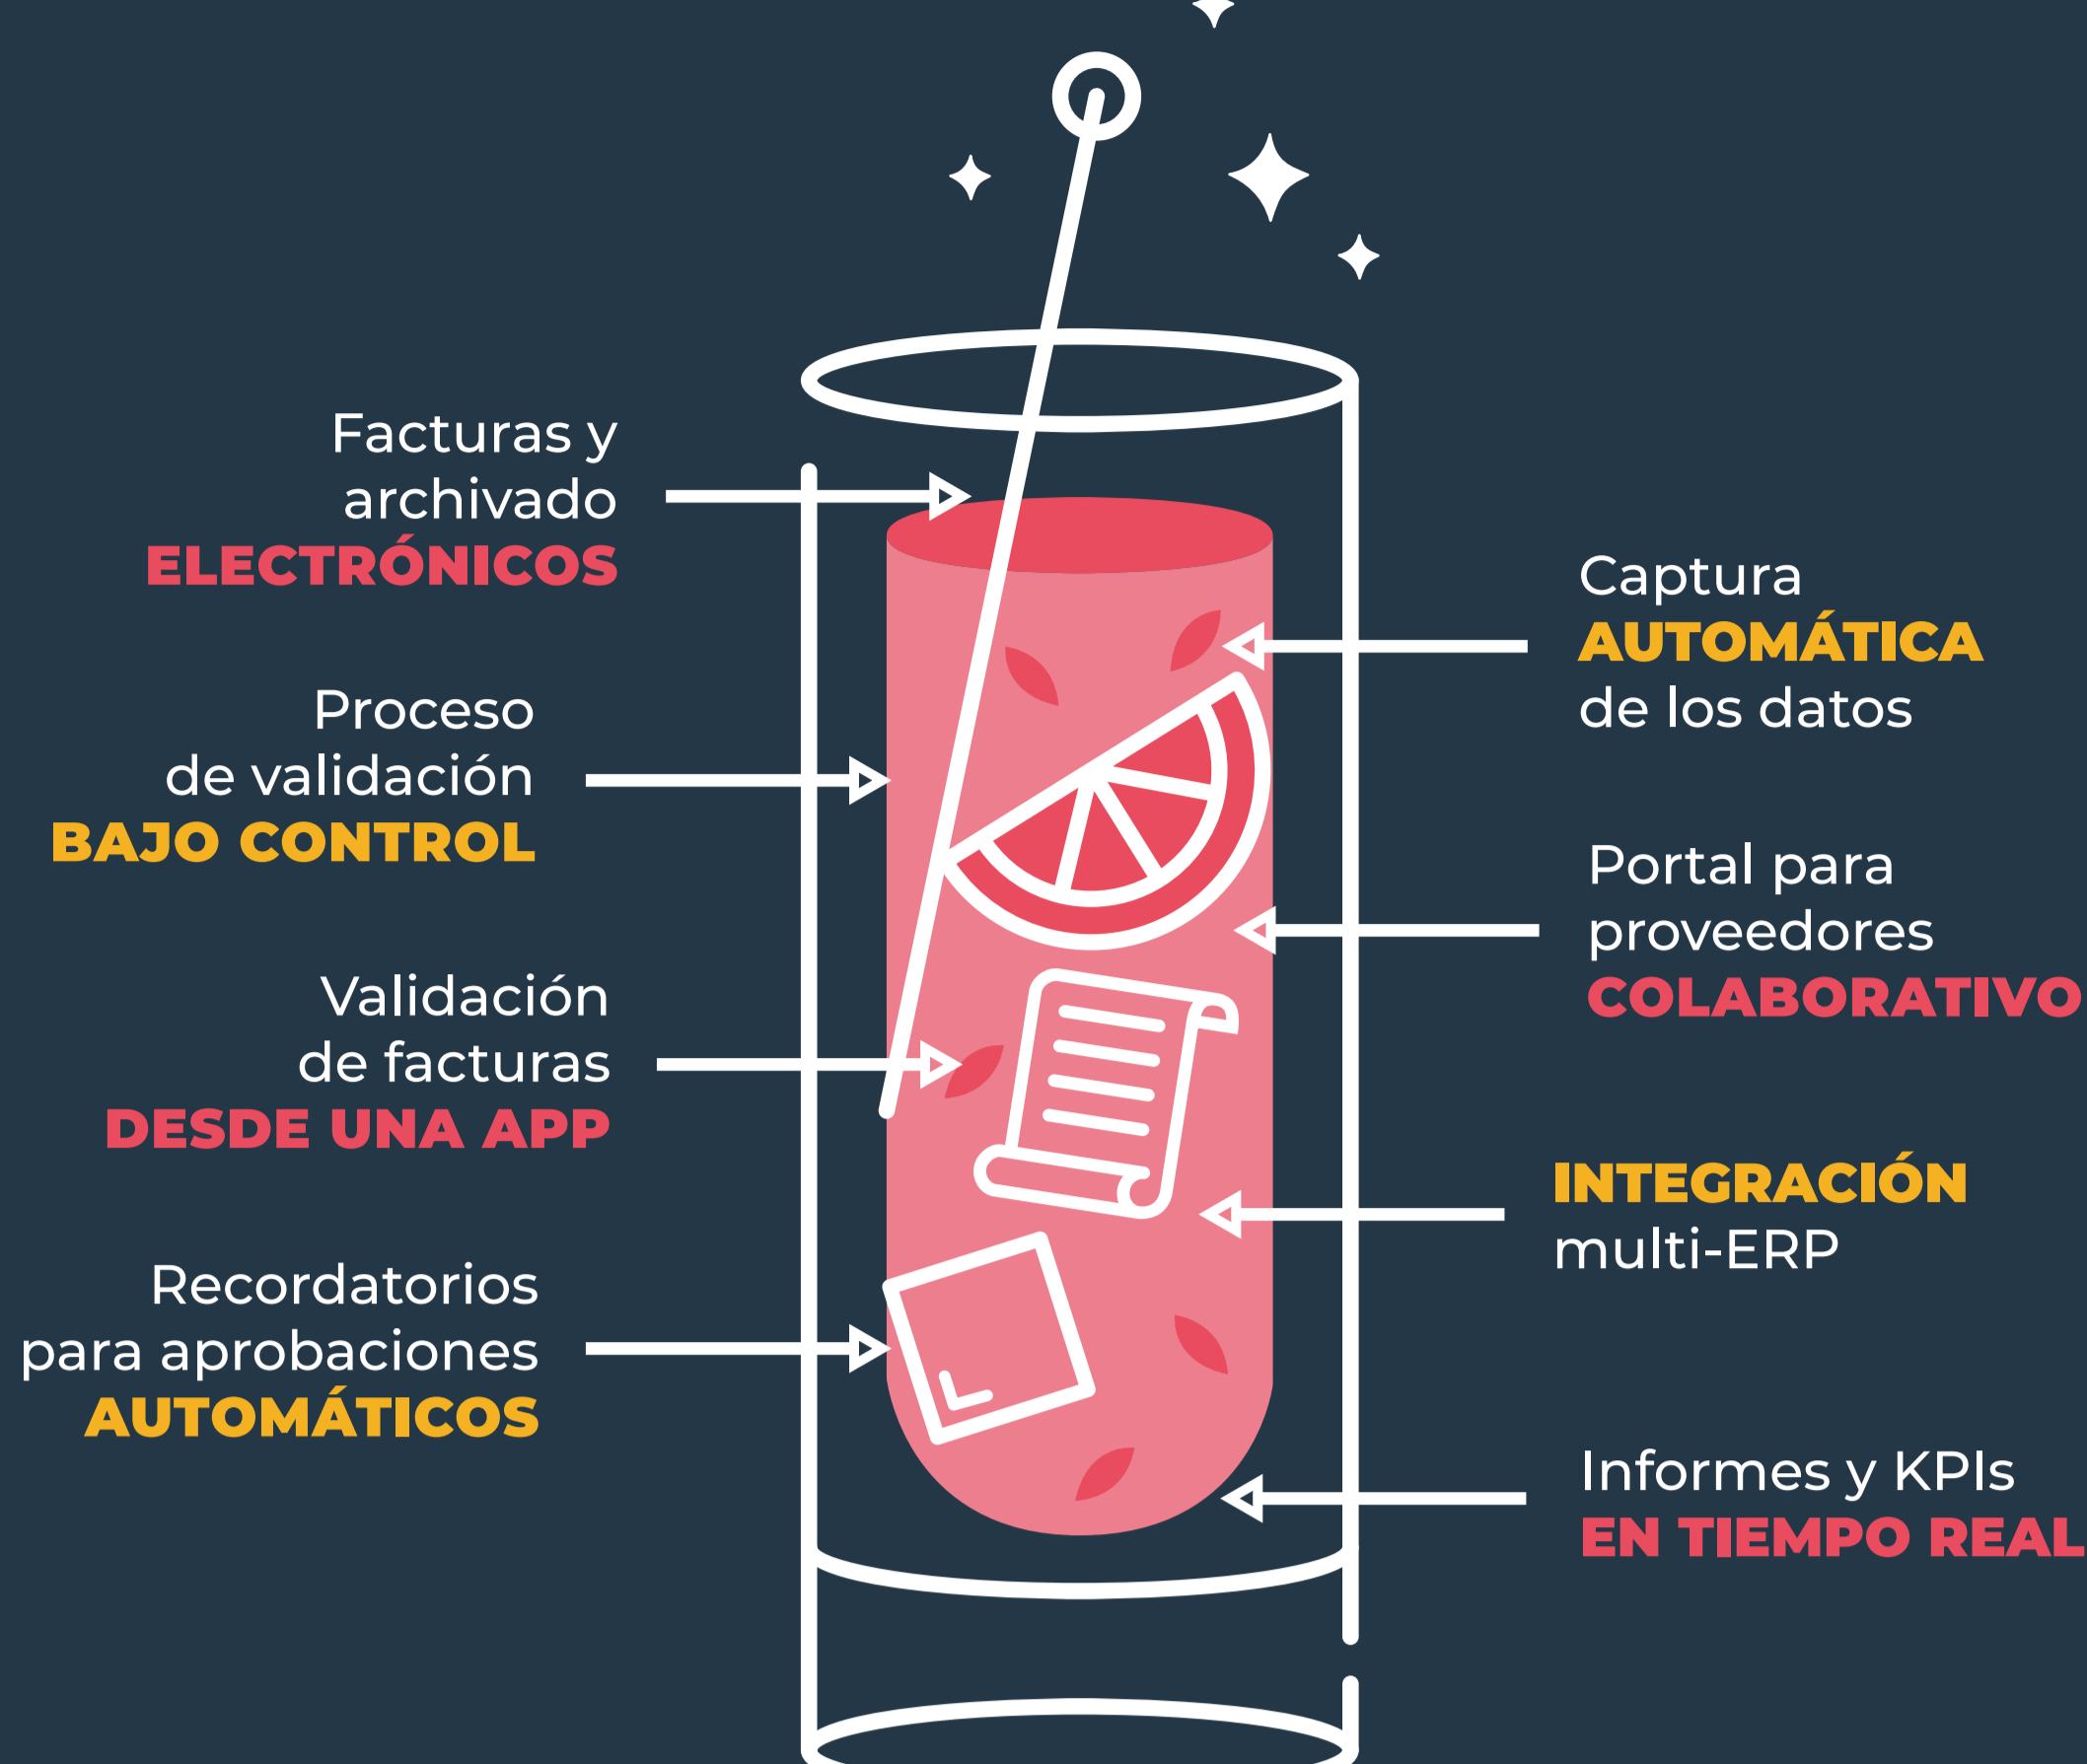 Facturas y
archivado
ELECTRÓNICOS
Proceso
de validación
BAJO CONTROL
Validación
de facturas
DESDE UNA APP
Recordatorios
para aprobaciones
AUTOMÁTICOS
Captura
AUTOMÁTICA
de los datos
Portal para
proveedores
COLABORATIVO
INTEGRACIÓN
multi-ERP
Informes y KPIs
EN TIEMPO REAL